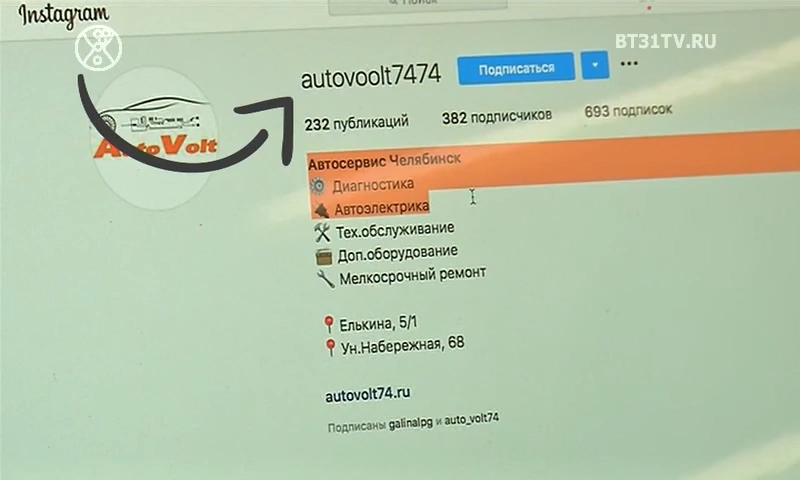 Instagram
Поиск
BT31TV.RU
autovoolt7474 Подписаться
232 публикаций 382 подписчиков 693 подписок
AutoVolt
Автосервис Челябинск
Диагностика
Автоэлектрика
Тех.обслуживание
Доп.оборудование
Мелкосрочный ремонт
Елькина, 5/1
Ун.Набережная, 68
autovolt74.ru
Подписаны galinalpg и auto_volt74